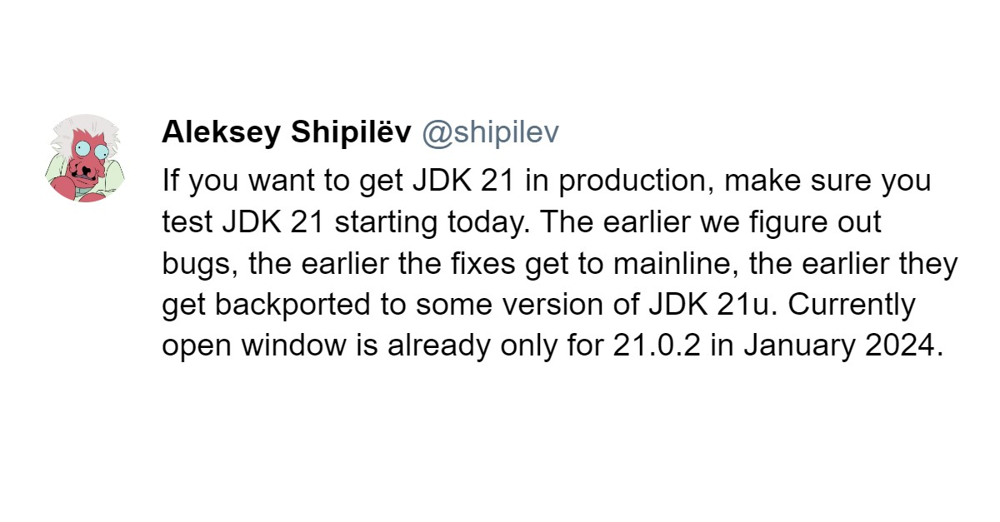 Aleksey Shipilëv @shipilev
If you want to get JDK 21 in production, make sure you
test JDK 21 starting today. The earlier we figure out
bugs, the earlier the fixes get to mainline, the earlier they
get backported to some version of JDK 21u. Currently
open window is already only for 21.0.2 in January 2024.